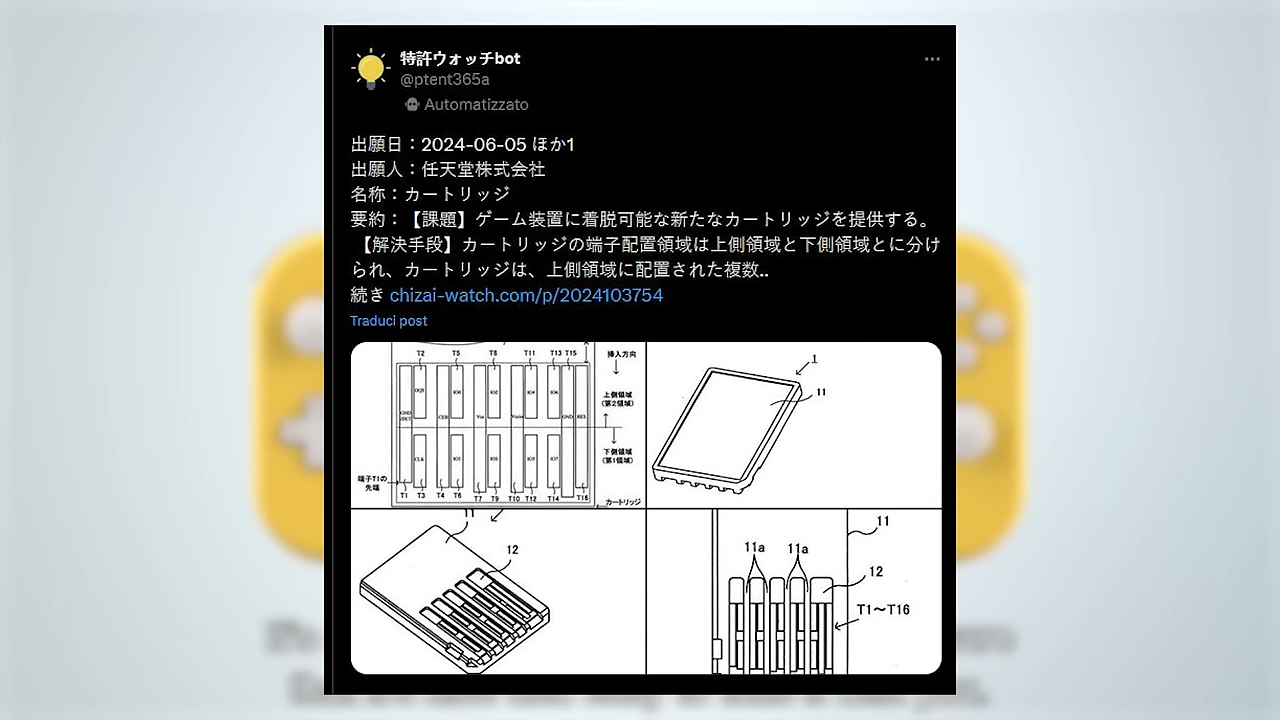 特許ウォッチbot
@ptent365a
Automatizzato
出願日：2024-06-05 ほか1
出願人：任天堂株式会社
名称：カートリッジ
要約：【課題】ゲーム装置に着脱可能な新たなカートリッジを提供する。
【解決手段】カートリッジの端子配置領域は上側領域と下側領域とに分け
られ、カートリッジは、上側領域に配置された複数..
続き chizai-watch.com/p/2024103754
Traduci post
T2 T5 T8 T11 T13 T15
挿入方向
上側領域
(第2領域)
下側領域
(第1領域)
端子T1の
先端
CLK
T1 T3 T4 T6 T7 T9 T10 T12 T14 T16
カートリッジ
1
11
11
12
11a 11a
11
12
T1～T16